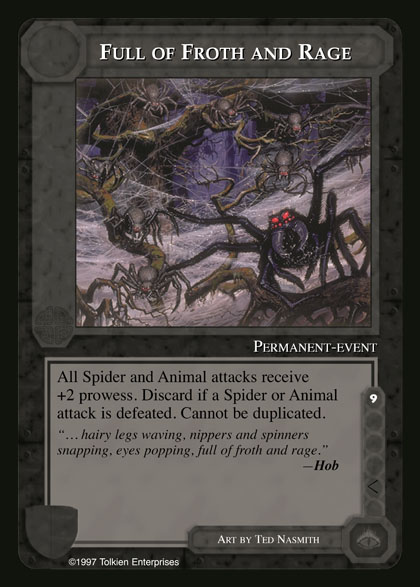 Full of Froth and Rage
Permanent-event
All Spider and Animal attacks receive
+2 prowess. Discard if a Spider or Animal
attack is defeated. Cannot be duplicated.
9
“… hairy legs waving, nippers and spinners
snapping, eyes popping, full of froth and rage.”
—Hob
Art by Ted Nasmith
©1997 Tolkien Enterprises